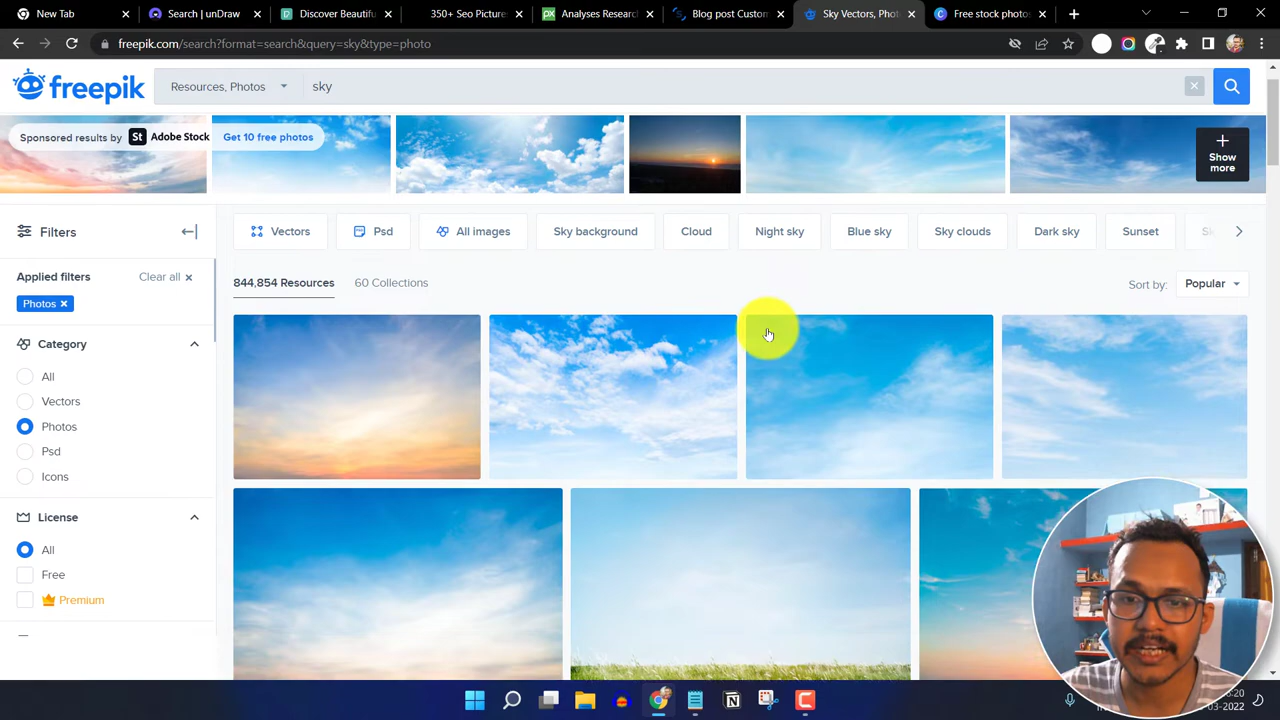 New Tab
Search | unDraw
Discover Beautifu
350+ Seo Picture
Analyses Researc
Blog post Custom
Sky Vectors, Phot
Free stock photos
freepik.com/search?format=search&query=sky&type=photo
freepik
Resources, Photos
sky
Sponsored results by St Adobe Stock
Get 10 free photos
Show more
Filters
Vectors
Psd
All images
Sky background
Cloud
Night sky
Blue sky
Sky clouds
Dark sky
Sunset
Applied filters
Clear all
Photos
844,854 Resources
60 Collections
Sort by:
Popular
Category
All
Vectors
Photos
Psd
Icons
License
All
Free
Premium